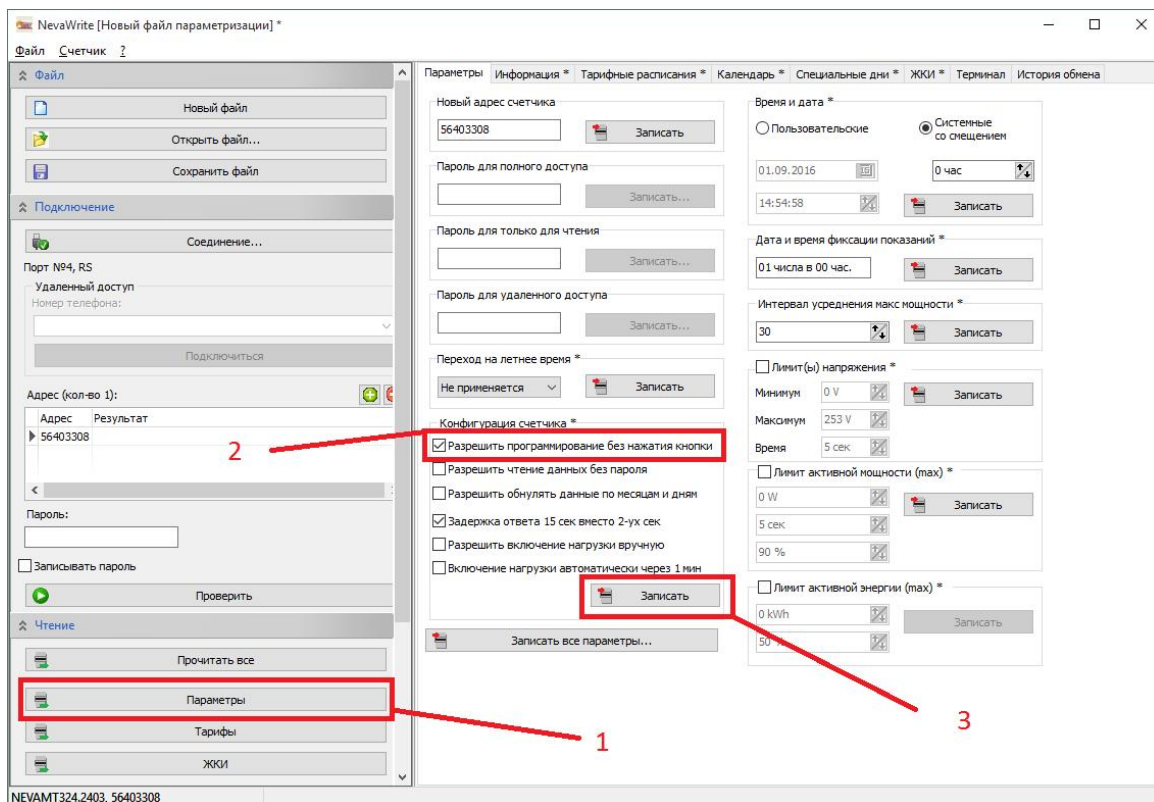 NevaWrite [Новый файл параметризации] *
Файл Счетчик ?
Файл
Новый файл
Открыть файл...
Сохранить файл
Подключение
Соединение...
Порт №4, RS
Удаленный доступ
Номер телефона:
Подключиться
Адрес (кол-во 1):
Адрес Результат
56403308
2
Пароль:
Записывать пароль
Проверить
Чтение
Прочитать все
Параметры
1
Тарифы
ЖКИ
NEVAMT324.2403, 56403308
Параметры Информация * Тарифные расписания * Календарь * Специальные дни * ЖКИ * Терминал История обмена
Новый адрес счетчика
56403308 Записать
Пароль для полного доступа
Записать...
Пароль для только для чтения
Записать...
Пароль для удаленного доступа
Записать...
Переход на летнее время *
Не применяется Записать
Конфигурация счетчика *
Разрешить программирование без нажатия кнопки
Разрешить чтение данных без пароля
Разрешить обнулять данные по месяцам и дням
Задержка ответа 15 сек вместо 2-ух сек
Разрешить включение нагрузки вручную
Включение нагрузки автоматически через 1 мин
Записать
Записать все параметры...
Время и дата *
Пользовательские Системные со смещением
01.09.2016 0 час
14:54:58 Записать
Дата и время фиксации показаний *
01 числа в 00 час. Записать
Интервал усреднения макс мощности *
30 Записать
Лимит(ы) напряжения *
Минимум 0 V Записать
Максимум 253 V
Время 5 сек
Лимит активной мощности (max) *
0 W Записать
5 сек
90 %
Лимит активной энергии (max) *
0 kWh Записать
50 %
3